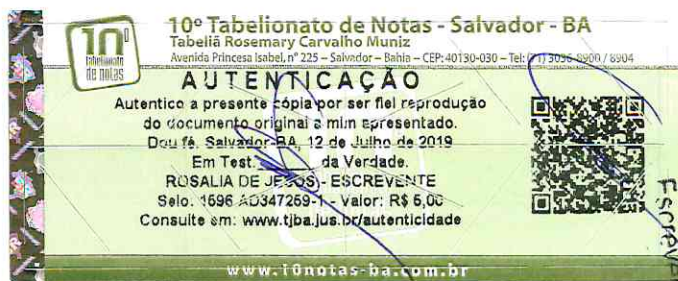 10º Tabelionato de Notas - Salvador - BA
Tabeliã Rosemary Carvalho Muniz
Avenida Princesa Isabel, nº 225 – Salvador – Bahia – CEP:40130-030 – Tel: (71) 3036-8900 / 8904
10º
tabelionato
de notas
AUTENTICAÇÃO
Autentico a presente cópia por ser fiel reprodução
do documento original a mim apresentado.
Dou fé. Salvador-BA, 12 de Julho de 2019
Em Test. da Verdade.
ROSALIA DE JESUS - ESCREVENTE
Selo: 1596 AD347259-1 - Valor: R$ 5,00
Consulte em: www.tjba.jus.br/autenticidade
www.10notas-ba.com.br